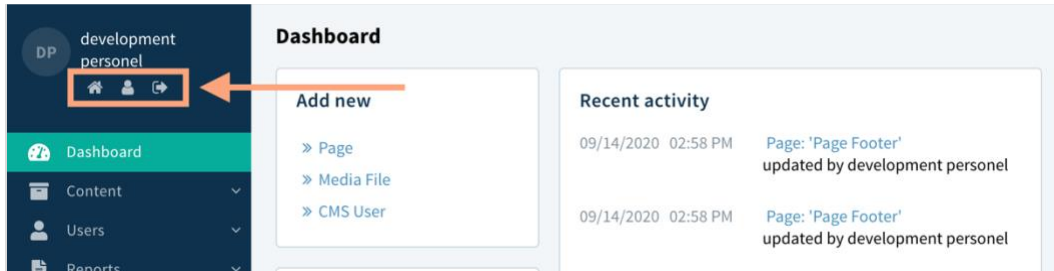 DP
development
personel
Dashboard
Content
Users
Reports
Dashboard
Add new
» Page
» Media File
» CMS User
Recent activity
09/14/2020 02:58 PM Page: 'Page Footer'
updated by development personel
09/14/2020 02:58 PM Page: 'Page Footer'
updated by development personel